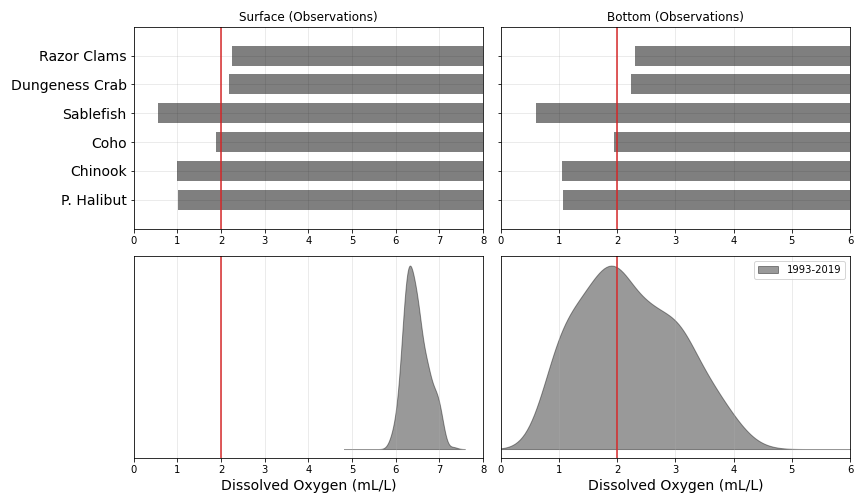 Surface (Observations)
Bottom (Observations)
Razor Clams
Dungeness Crab
Sablefish
Coho
Chinook
P. Halibut
0 1 2 3 4 5 6 7 8
0 1 2 3 4 5 6
1993-2019
0 1 2 3 4 5 6 7 8
0 1 2 3 4 5 6
Dissolved Oxygen (mL/L)
Dissolved Oxygen (mL/L)